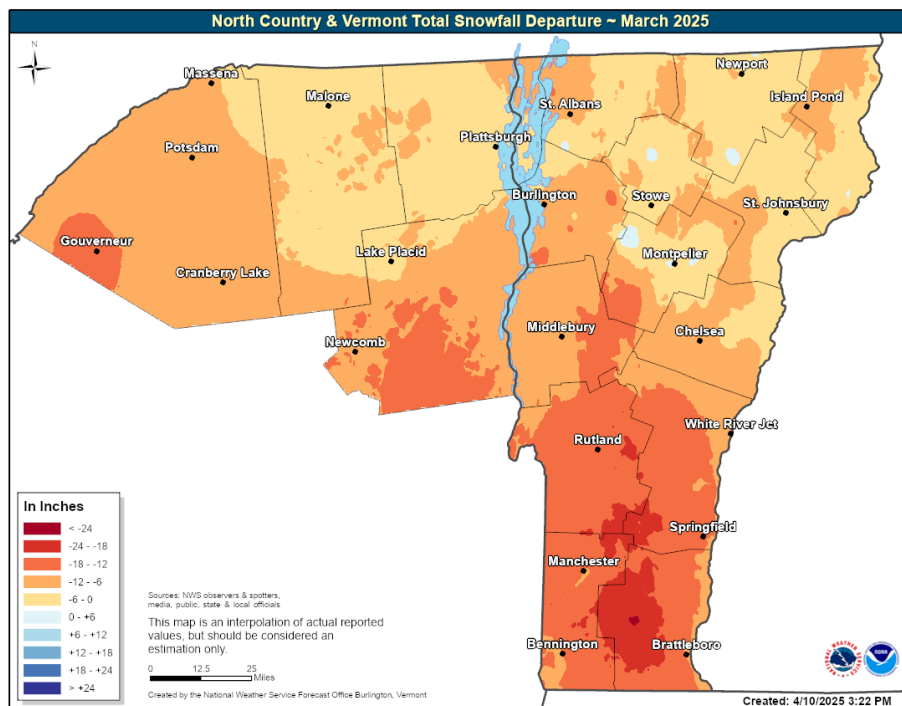 North Country & Vermont Total Snowfall Departure ~ March 2025
N
Massena
Malone
Newport
Island Pond
St. Albans
Plattsburgh
Potsdam
Burlington
Stowe
St. Johnsbury
Gouverneur
Lake Placid
Montpelier
Cranberry Lake
Middlebury
Chelsea
Newcomb
White River Jct
Rutland
Springfield
Manchester
Bennington
Brattleboro
In Inches
< -24
-24 - -18
-18 - -12
-12 - -6
-6 - 0
0 - +6
+6 - +12
+12 - +18
+18 - +24
> +24
Sources: NWS observers & spotters,
media, public, state & local officials
This map is an interpolation of actual reported
values, but should be considered an
estimation only.
0 12.5 25
Miles
Created by the National Weather Service Forecast Office Burlington, Vermont
NOAA
Created: 4/10/2025 3:22 PM